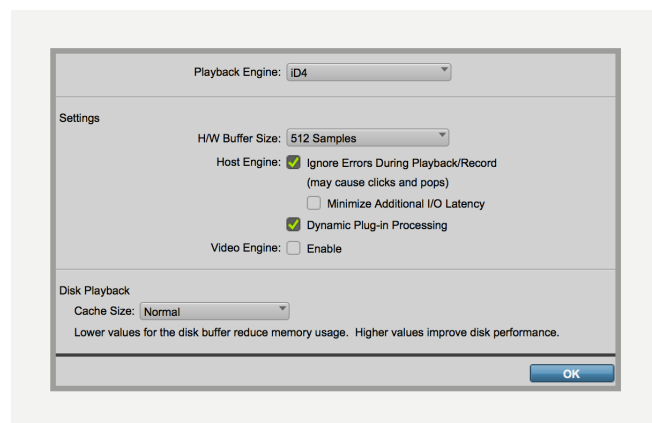 Playback Engine: iD4
Settings
H/W Buffer Size: 512 Samples
Host Engine: Ignore Errors During Playback/Record
(may cause clicks and pops)
Minimize Additional I/O Latency
Dynamic Plug-in Processing
Video Engine: Enable
Disk Playback
Cache Size: Normal
Lower values for the disk buffer reduce memory usage.  Higher values improve disk performance.
OK